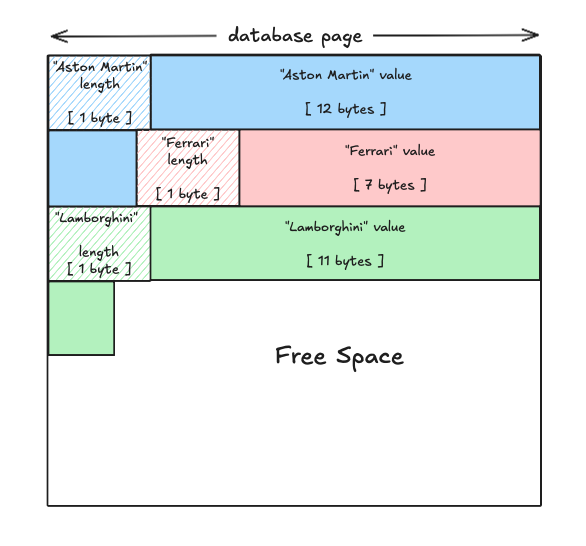 database page
"Aston Martin"
length
[ 1 byte ]
"Aston Martin" value
[ 12 bytes ]
"Ferrari"
length
[ 1 byte ]
"Ferrari" value
[ 7 bytes ]
"Lamborghini"
length
[ 1 byte ]
"Lamborghini" value
[ 11 bytes ]
Free Space